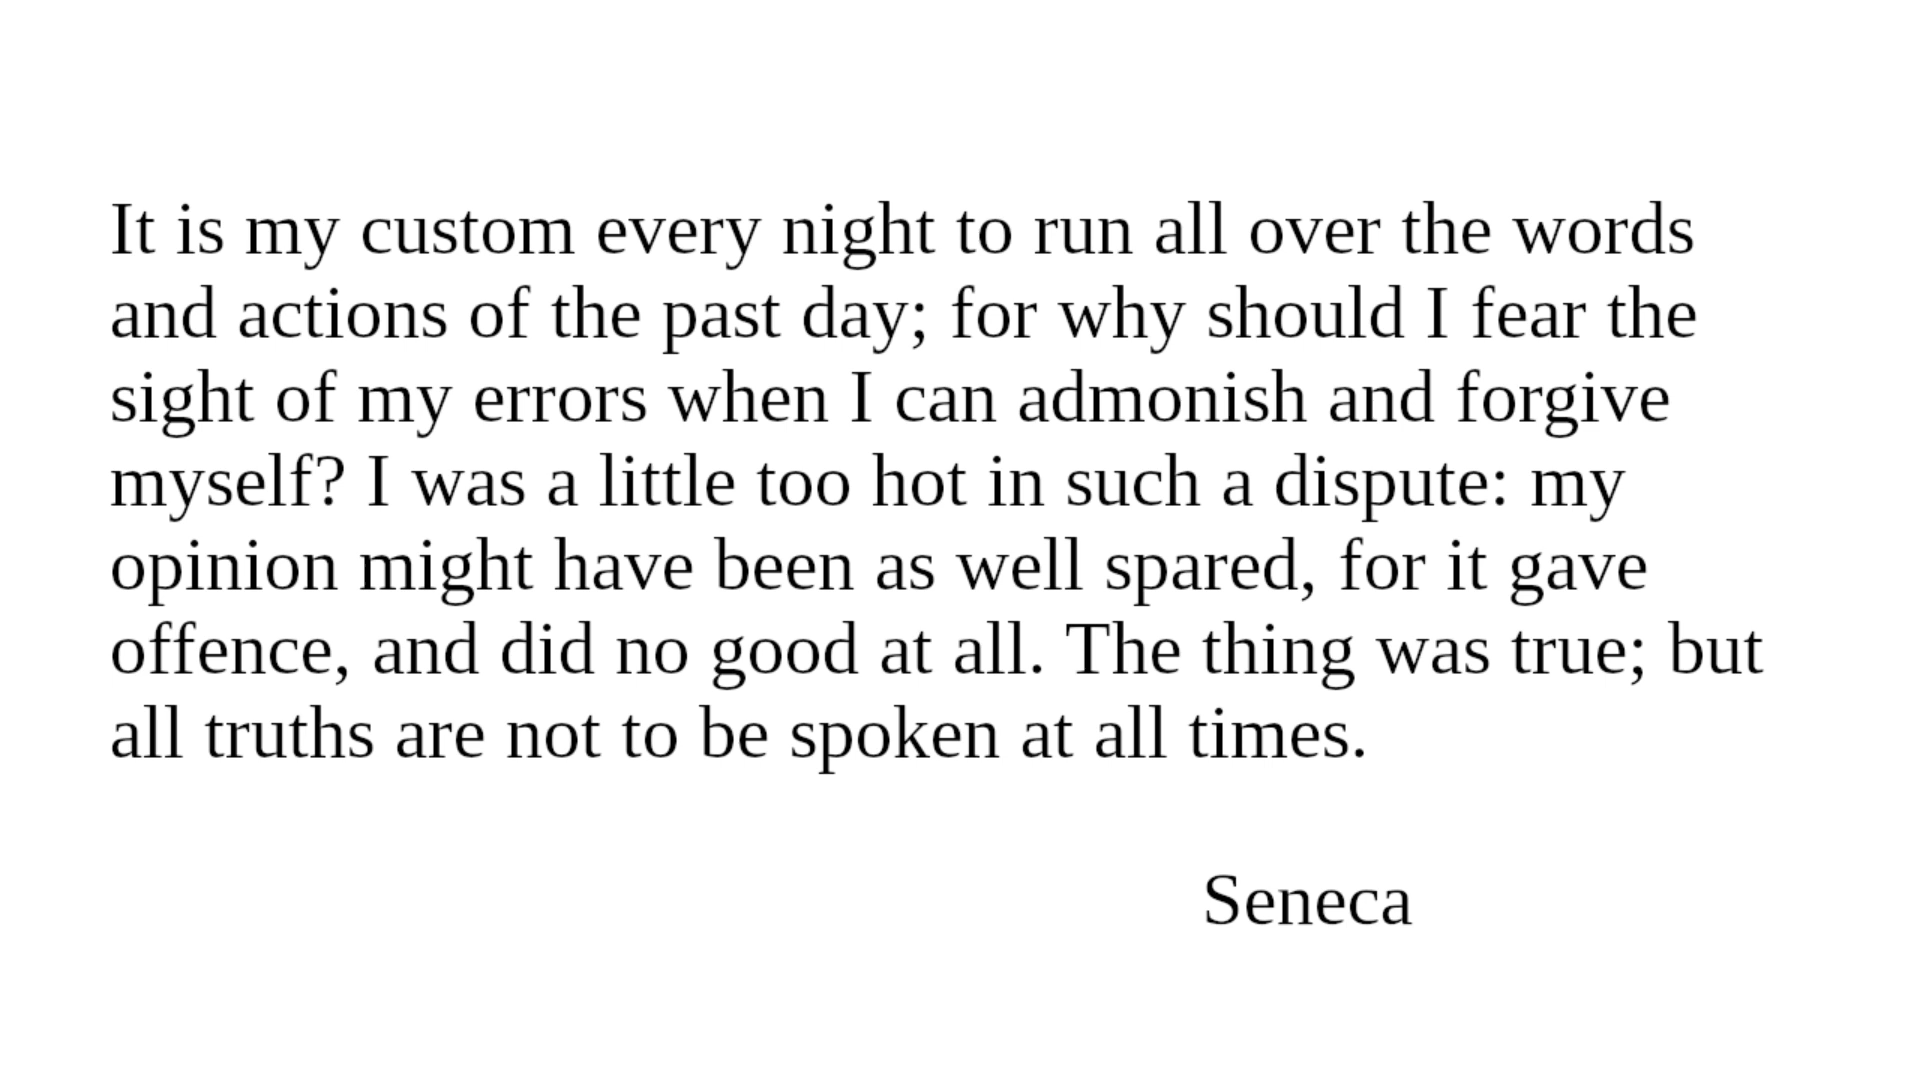 It is my custom every night to run all over the words
and actions of the past day; for why should I fear the
sight of my errors when I can admonish and forgive
myself? I was a little too hot in such a dispute: my
opinion might have been as well spared, for it gave
offence, and did no good at all. The thing was true; but
all truths are not to be spoken at all times.
Seneca